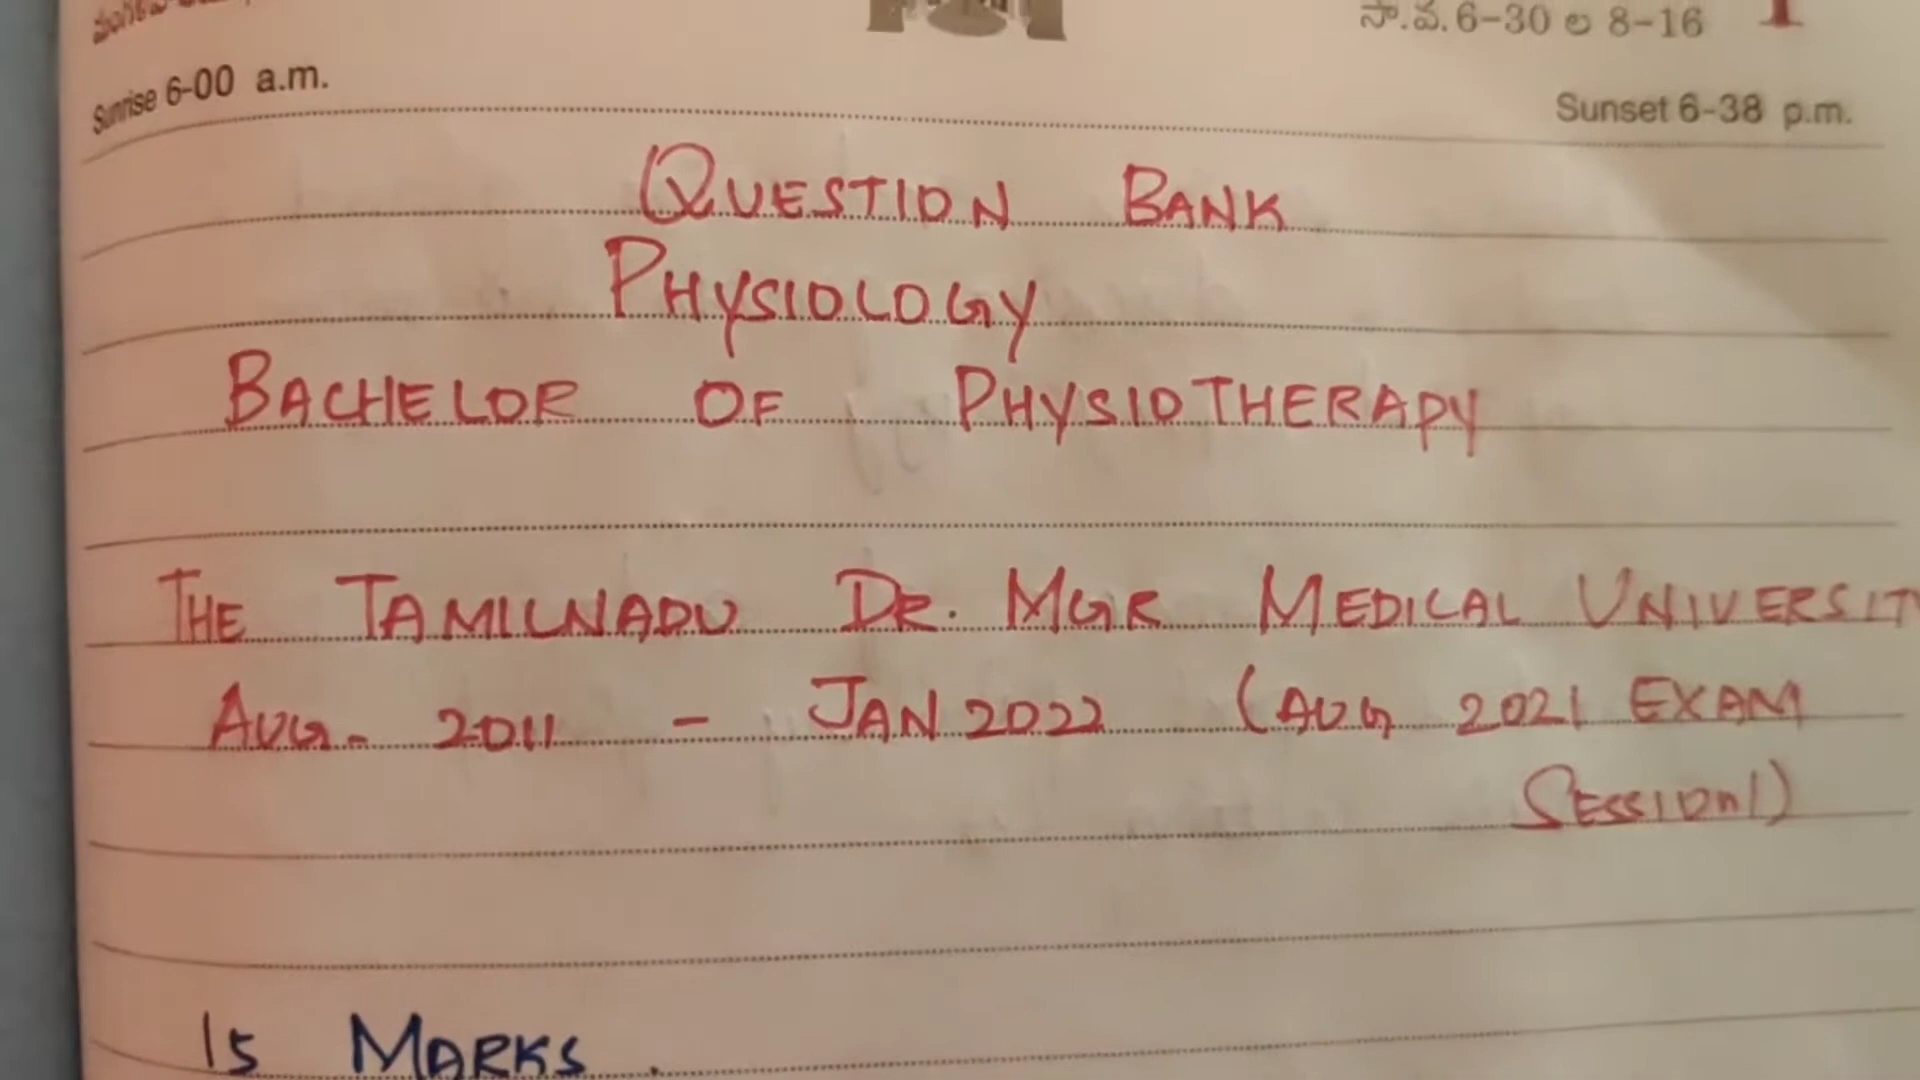 సా.వ. 6-30 ల 8-16
Sunrise 6-00 a.m.
Sunset 6-38 p.m.
QUESTION BANK
PHYSIOLOGY
BACHELOR OF PHYSIOTHERAPY
THE TAMILNADU DR. MGR MEDICAL UNIVERSIT
AUG- 2011 - JAN 2022 (AUG 2021 EXAM
SESSION!)
15 MARKS.